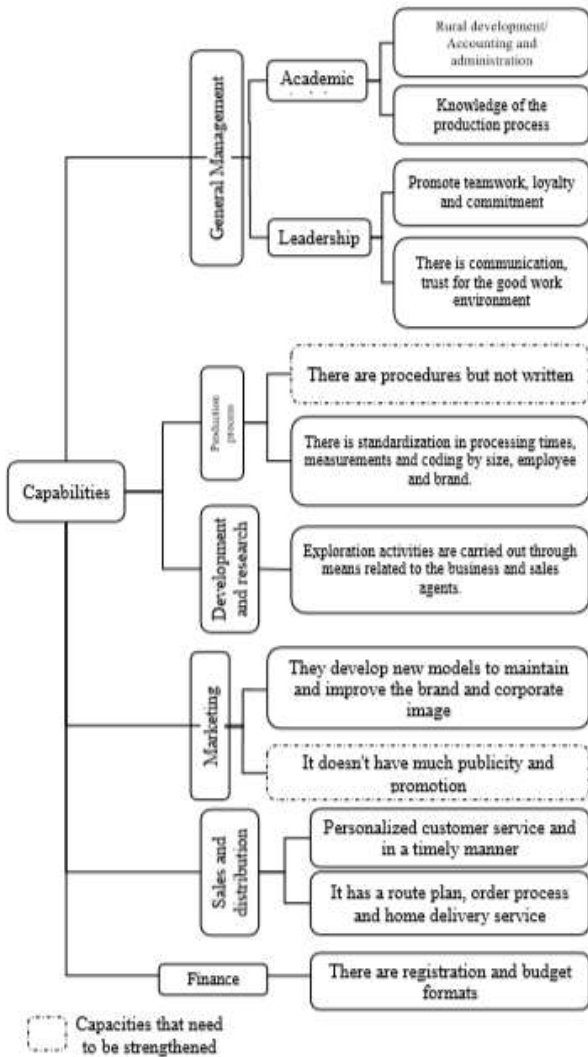 Capabilities
General Management
Academic
Rural development/
Accounting and
administration
Knowledge of the
production process
Leadership
Promote teamwork, loyalty
and commitment
There is communication,
trust for the good work
environment
Production
process
There are procedures but not written
There is standardization in processing times,
measurements and coding by size, employee
and brand.
Development
and research
Exploration activities are carried out through
means related to the business and sales
agents.
Marketing
They develop new models to maintain
and improve the brand and corporate
image
It doesn't have much publicity and
promotion
Sales and
distribution
Personalized customer service and
in a timely manner
It has a route plan, order process
and home delivery service
Finance
There are registration and budget
formats
Capacities that need
to be strengthened